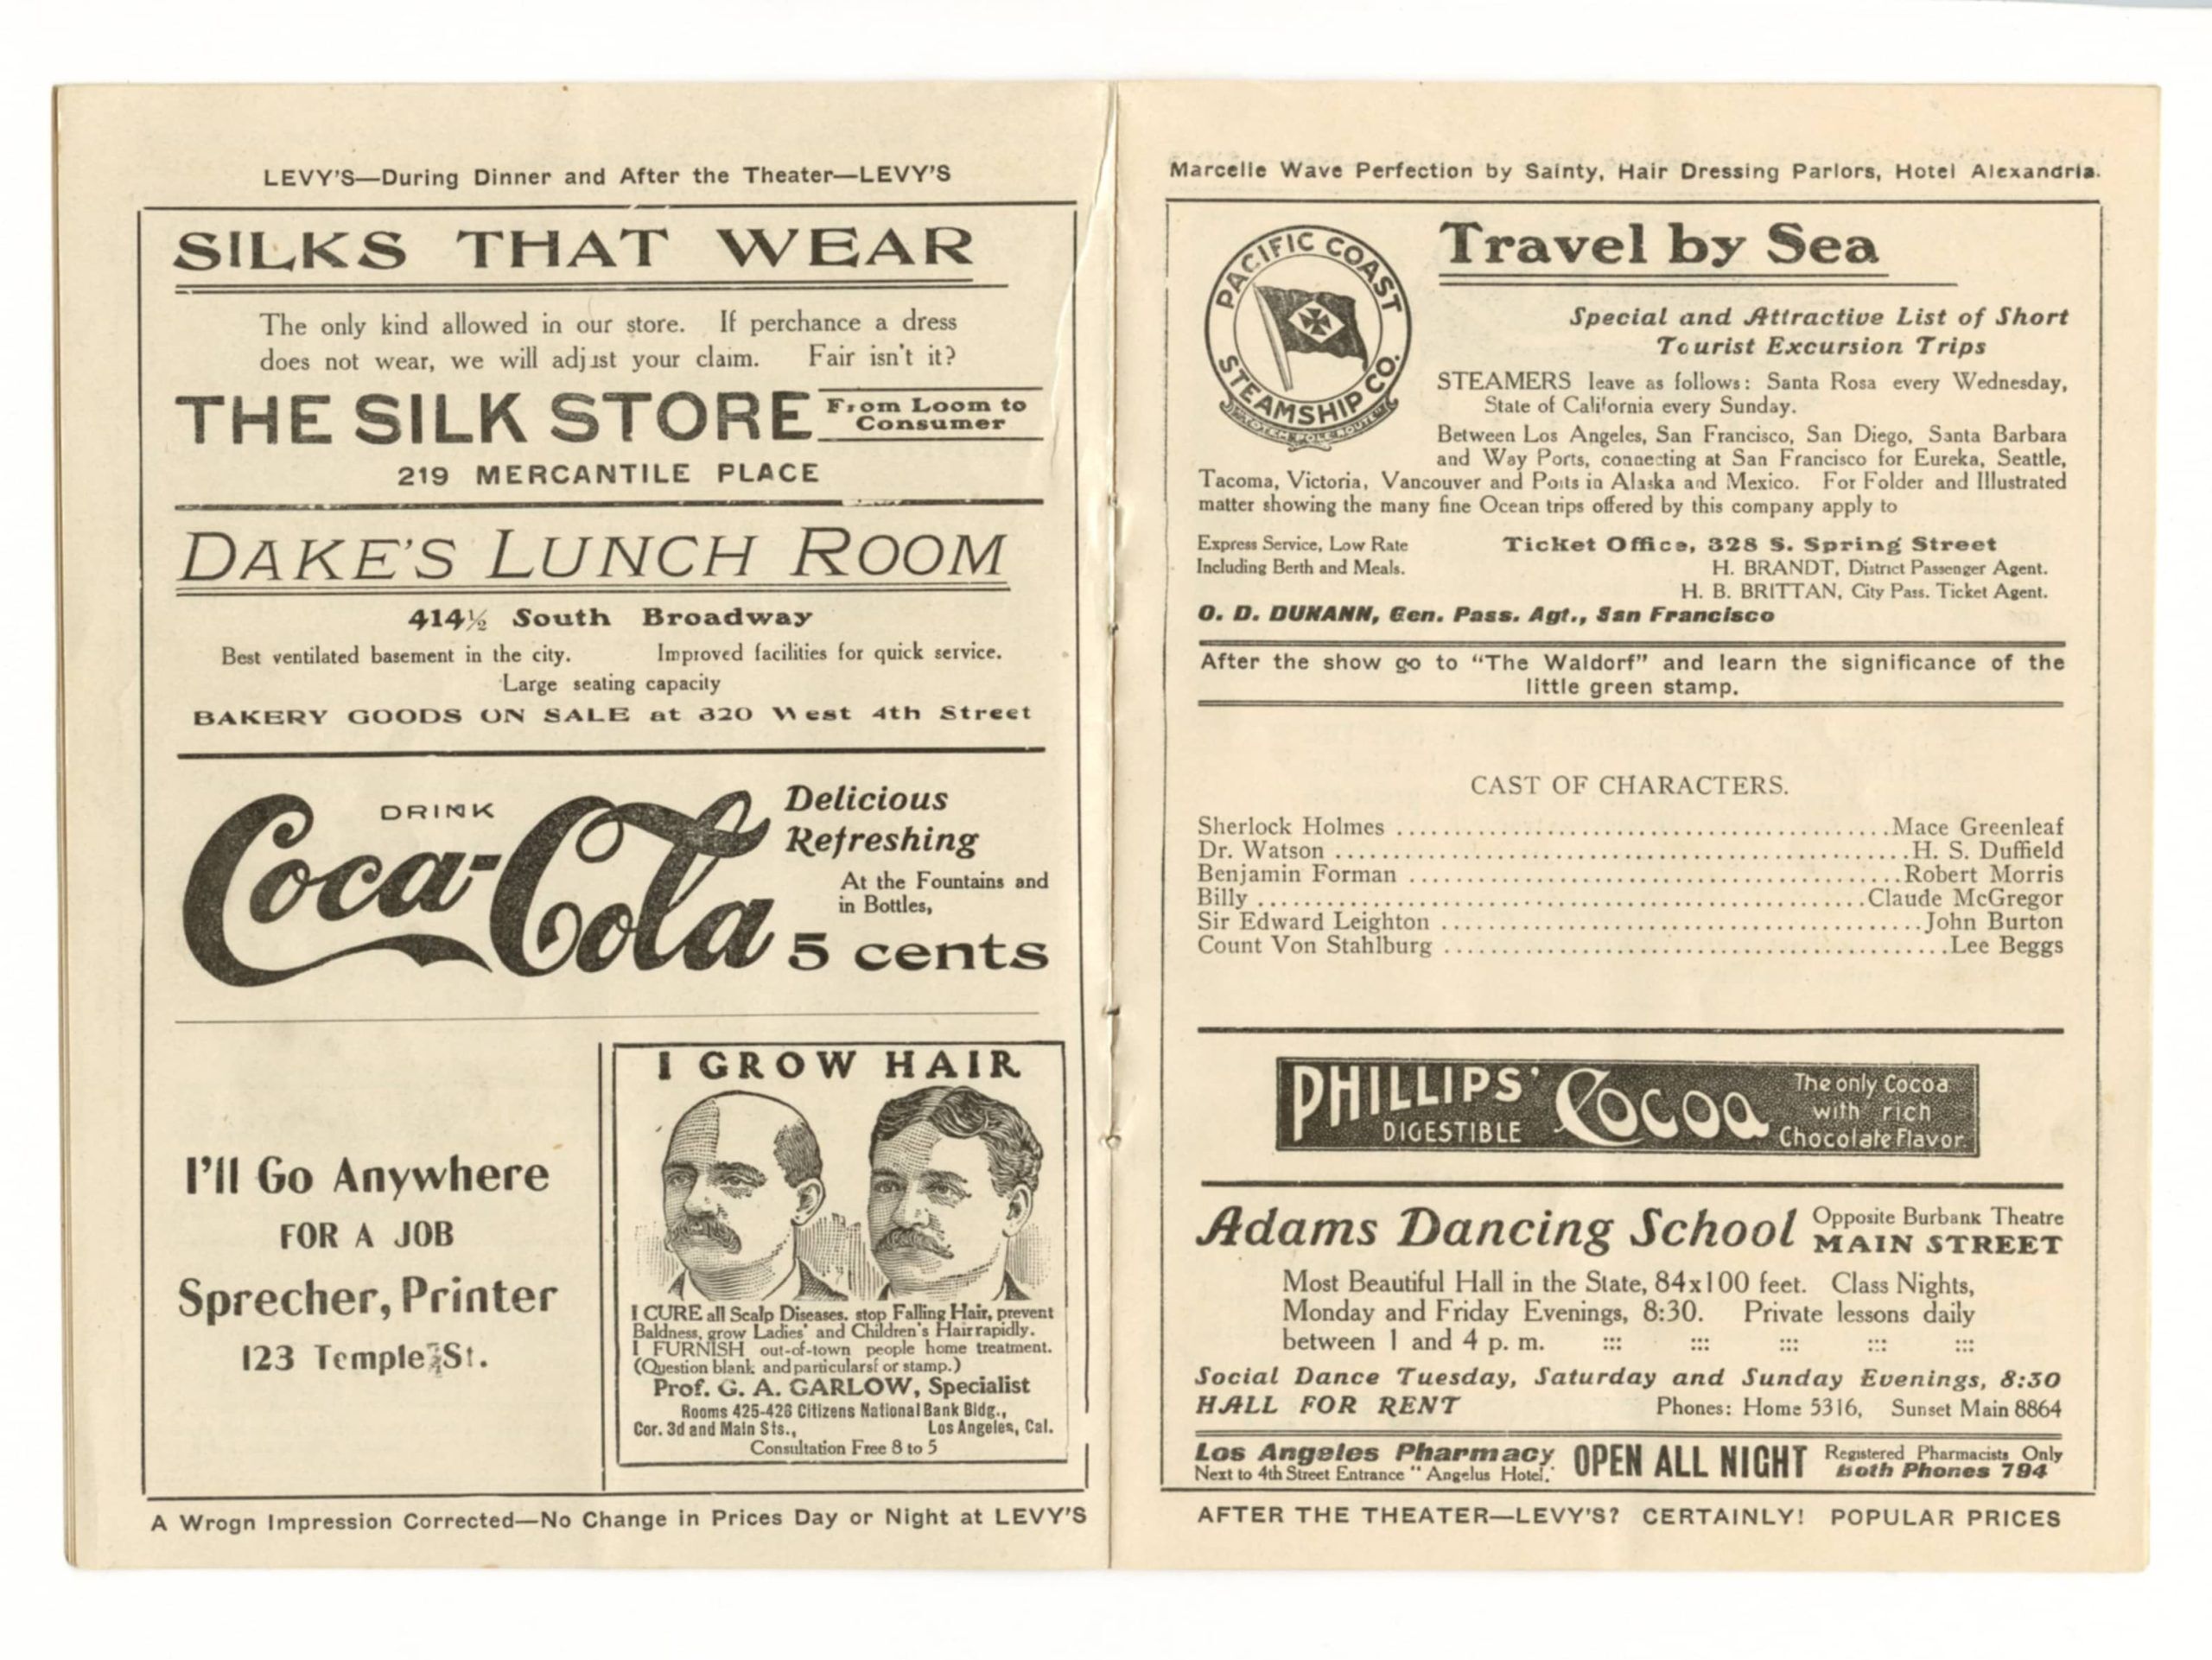 LEVY'S—During Dinner and After the Theater—LEVY'S
SILKS THAT WEAR
The only kind allowed in our store. If perchance a dress
does not wear, we will adjust your claim. Fair isn't it?
THE SILK STORE From Loom to
Consumer
219 MERCANTILE PLACE
DAKE'S LUNCH ROOM
414½ South Broadway
Best ventilated basement in the city. Improved facilities for quick service.
Large seating capacity
BAKERY GOODS ON SALE at 320 West 4th Street
DRINK
Coca-Cola
Delicious
Refreshing
At the Fountains and
in Bottles,
5 cents
I'll Go Anywhere
FOR A JOB
Sprecher, Printer
123 Temple St.
I GROW HAIR
I CURE all Scalp Diseases, stop Falling Hair, prevent
Baldness, grow Ladies' and Children's Hair rapidly.
I FURNISH out-of-town people home treatment.
(Question blank and particularsf or stamp.)
Prof. G. A. GARLOW, Specialist
Rooms 425-426 Citizens National Bank Bldg.,
Cor. 3d and Main Sts., Los Angeles, Cal.
Consultation Free 8 to 5
A Wrogn Impression Corrected—No Change in Prices Day or Night at LEVY'S
Marcelle Wave Perfection by Sainty, Hair Dressing Parlors, Hotel Alexandria.
PACIFIC COAST
STEAMSHIP CO.
Travel by Sea
Special and Attractive List of Short
Tourist Excursion Trips
STEAMERS leave as follows: Santa Rosa every Wednesday,
State of California every Sunday.
Between Los Angeles, San Francisco, San Diego, Santa Barbara
and Way Ports, connecting at San Francisco for Eureka, Seattle,
Tacoma, Victoria, Vancouver and Ports in Alaska and Mexico. For Folder and Illustrated
matter showing the many fine Ocean trips offered by this company apply to
Express Service, Low Rate
Including Berth and Meals.
Ticket Office, 328 S. Spring Street
H. BRANDT, District Passenger Agent.
H. B. BRITTAN, City Pass. Ticket Agent.
O. D. DUNANN, Gen. Pass. Agt., San Francisco
After the show go to "The Waldorf" and learn the significance of the
little green stamp.
CAST OF CHARACTERS.
Sherlock Holmes ........................................ Mace Greenleaf
Dr. Watson ........................................ H. S. Duffield
Benjamin Forman ........................................ Robert Morris
Billy ........................................ Claude McGregor
Sir Edward Leighton ........................................ John Burton
Count Von Stahlburg ........................................ Lee Beggs
PHILLIPS' DIGESTIBLE COCOA
The only Cocoa
with rich
Chocolate Flavor.
Adams Dancing School Opposite Burbank Theatre
MAIN STREET
Most Beautiful Hall in the State, 84x100 feet. Class Nights,
Monday and Friday Evenings, 8:30. Private lessons daily
between 1 and 4 p. m. ::: ::: ::: ::: :::
Social Dance Tuesday, Saturday and Sunday Evenings, 8:30
HALL FOR RENT Phones: Home 5316, Sunset Main 8864
Los Angeles Pharmacy
Next to 4th Street Entrance "Angelus Hotel."
OPEN ALL NIGHT
Registered Pharmacists Only
Both Phones 794
AFTER THE THEATER—LEVY'S? CERTAINLY! POPULAR PRICES